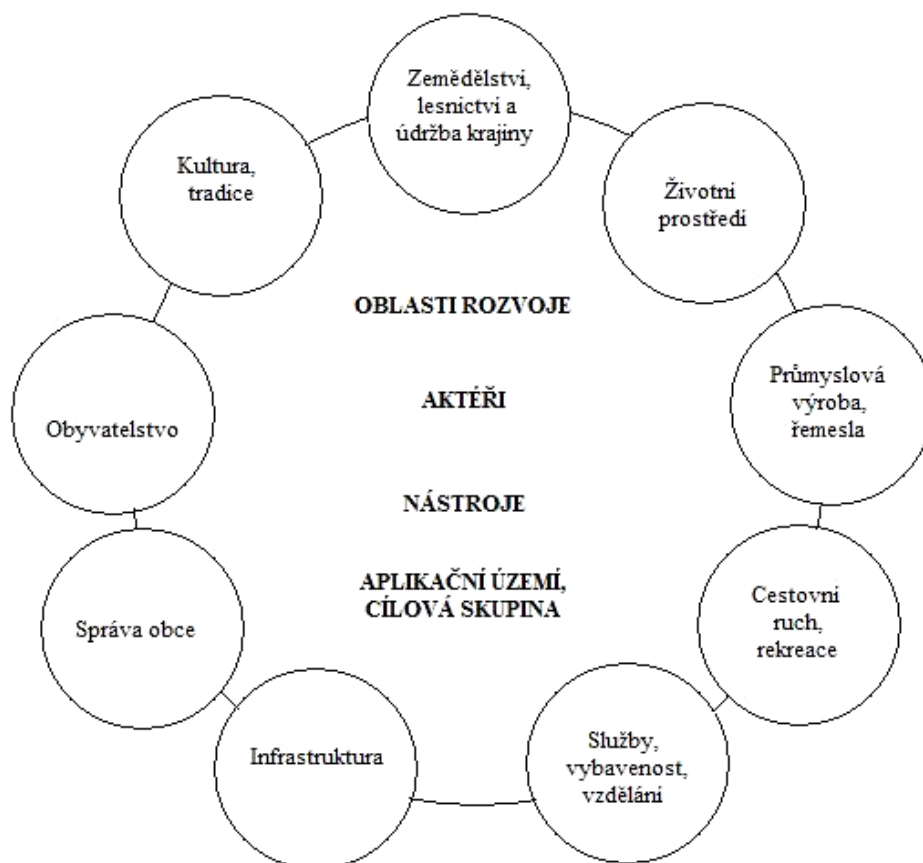 Zemědělství,
lesnictví a
údržba krajiny
Kultura,
tradice
Životní
prostředí
OBLASTI ROZVOJE
AKTÉŘI
Průmyslová
výroba,
řemesla
Obyvatelstvo
NÁSTROJE
APLIKAČNÍ ÚZEMÍ,
CÍLOVÁ SKUPINA
Cestovní
ruch,
rekreace
Správa obce
Infrastruktura
Služby,
vybavenost,
vzdělání